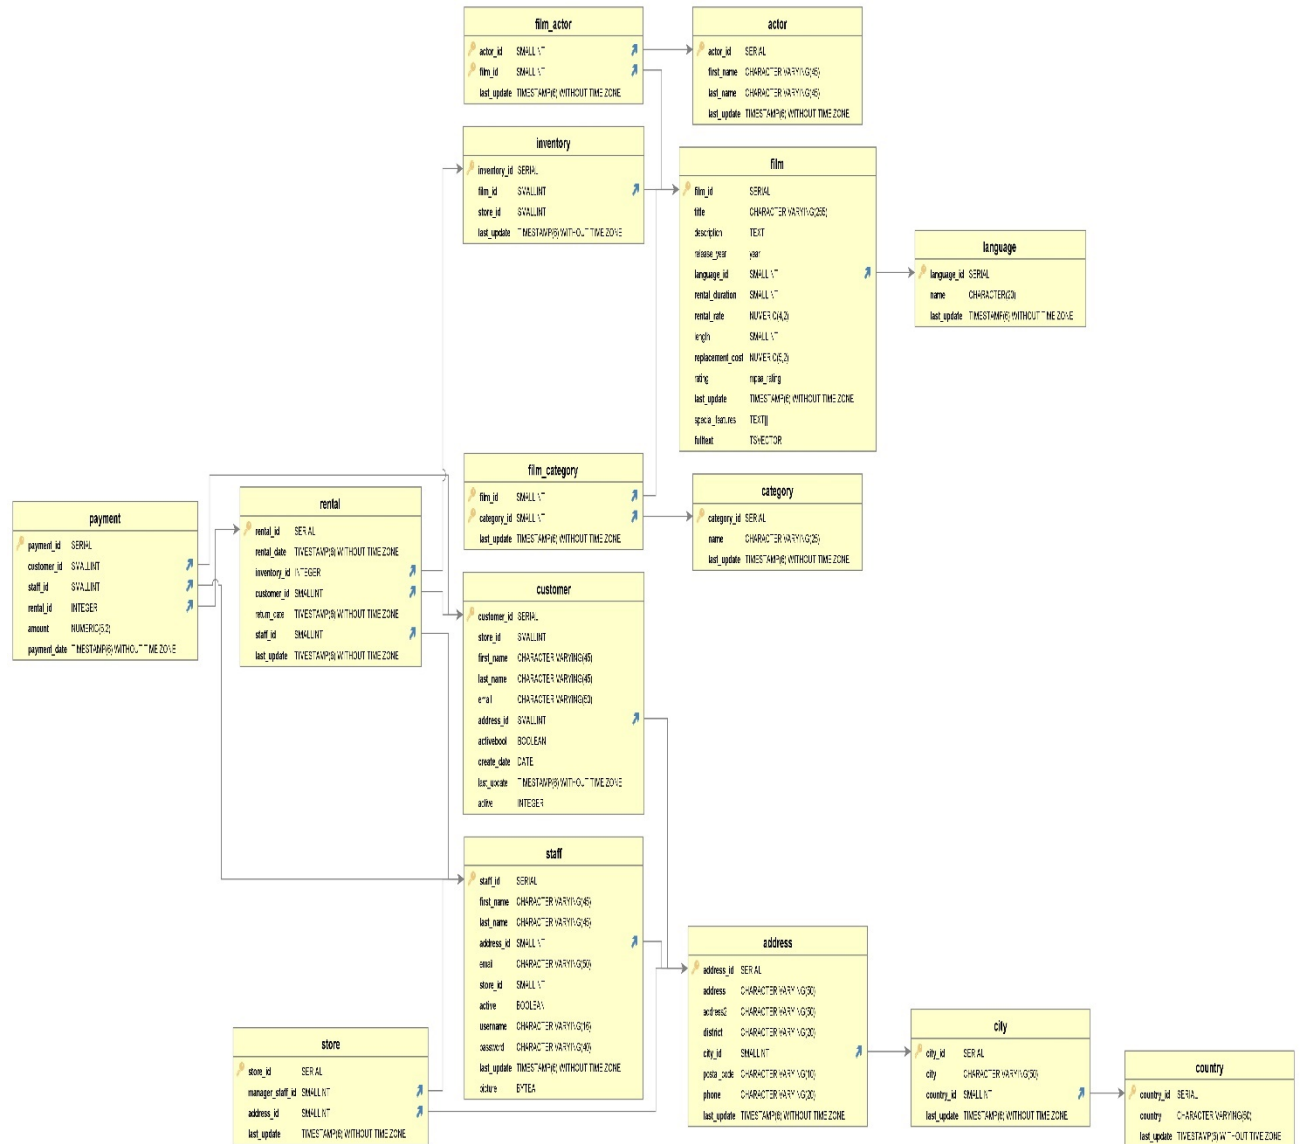 film_actor
actor_id SMALLINT
film_id SMALLINT
last_update TIMESTAMP(6) WITHOUT TIME ZONE
actor
actor_id SERIAL
first_name CHARACTER VARYING(45)
last_name CHARACTER VARYING(45)
last_update TIMESTAMP(6) WITHOUT TIME ZONE
inventory
inventory_id SERIAL
film_id SMALLINT
store_id SMALLINT
last_update TIMESTAMP(6) WITHOUT TIME ZONE
film
film_id SERIAL
title CHARACTER VARYING(255)
description TEXT
release_year year
language_id SMALLINT
rental_duration SMALLINT
rental_rate NUMERIC(4,2)
length SMALLINT
replacement_cost NUMERIC(5,2)
rating mpaa_rating
last_update TIMESTAMP(6) WITHOUT TIME ZONE
special_features TEXT[]
fulltext TSVECTOR
language
language_id SERIAL
name CHARACTER(20)
last_update TIMESTAMP(6) WITHOUT TIME ZONE
film_category
film_id SMALLINT
category_id SMALLINT
last_update TIMESTAMP(6) WITHOUT TIME ZONE
category
category_id SERIAL
name CHARACTER VARYING(25)
last_update TIMESTAMP(6) WITHOUT TIME ZONE
payment
payment_id SERIAL
customer_id SMALLINT
staff_id SMALLINT
rental_id INTEGER
amount NUMERIC(5,2)
payment_date TIMESTAMP(6) WITHOUT TIME ZONE
rental
rental_id SERIAL
rental_date TIMESTAMP(6) WITHOUT TIME ZONE
inventory_id INTEGER
customer_id SMALLINT
return_date TIMESTAMP(6) WITHOUT TIME ZONE
staff_id SMALLINT
last_update TIMESTAMP(6) WITHOUT TIME ZONE
customer
customer_id SERIAL
store_id SMALLINT
first_name CHARACTER VARYING(45)
last_name CHARACTER VARYING(45)
email CHARACTER VARYING(50)
address_id SMALLINT
activebool BOOLEAN
create_date DATE
last_update TIMESTAMP(6) WITHOUT TIME ZONE
active INTEGER
staff
staff_id SERIAL
first_name CHARACTER VARYING(45)
last_name CHARACTER VARYING(45)
address_id SMALLINT
email CHARACTER VARYING(50)
store_id SMALLINT
active BOOLEAN
username CHARACTER VARYING(16)
password CHARACTER VARYING(40)
last_update TIMESTAMP(6) WITHOUT TIME ZONE
picture BYTEA
store
store_id SERIAL
manager_staff_id SMALLINT
address_id SMALLINT
last_update TIMESTAMP(6) WITHOUT TIME ZONE
address
address_id SERIAL
address CHARACTER VARYING(50)
address2 CHARACTER VARYING(50)
district CHARACTER VARYING(20)
city_id SMALLINT
postal_code CHARACTER VARYING(10)
phone CHARACTER VARYING(20)
last_update TIMESTAMP(6) WITHOUT TIME ZONE
city
city_id SERIAL
city CHARACTER VARYING(50)
country_id SMALLINT
last_update TIMESTAMP(6) WITHOUT TIME ZONE
country
country_id SERIAL
country CHARACTER VARYING(50)
last_update TIMESTAMP(6) WITHOUT TIME ZONE